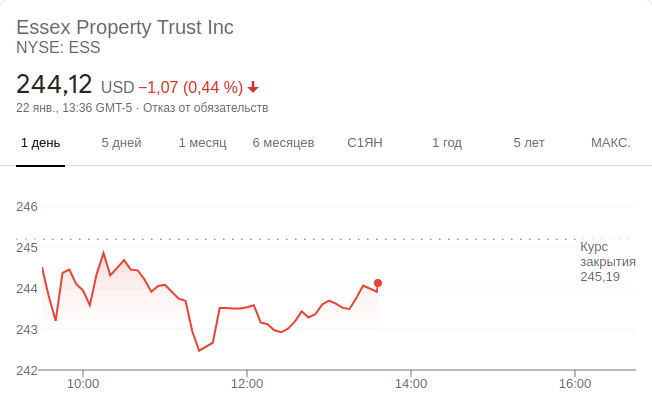 Essex Property Trust Inc
NYSE: ESS
244,12 USD −1,07 (0,44 %)
22 янв., 13:36 GMT-5 · Отказ от обязательств
1 день 5 дней 1 месяц 6 месяцев С1ЯН 1 год 5 лет МАКС.
246
245
Курс
закрытия
245,19
244
243
242
10:00 12:00 14:00 16:00